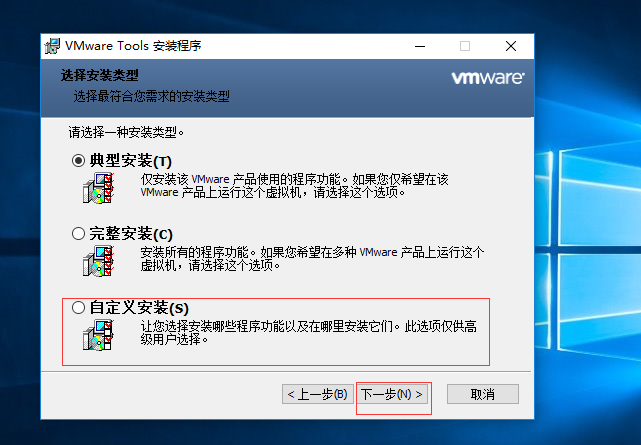 VMware Tools 安装程序
选择安装类型
选择最符合您需求的安装类型
vmware®
请选择一种安装类型。
典型安装(T)
仅安装该 VMware 产品使用的程序功能。如果您仅希望在该
VMware 产品上运行这个虚拟机，请选择这个选项。
完整安装(C)
安装所有的程序功能。如果您希望在多种 VMware 产品上运行这个
虚拟机，请选择这个选项。
自定义安装(S)
让您选择安装哪些程序功能以及在哪里安装它们。此选项仅供高
级用户选择。
< 上一步(B)
下一步(N) >
取消